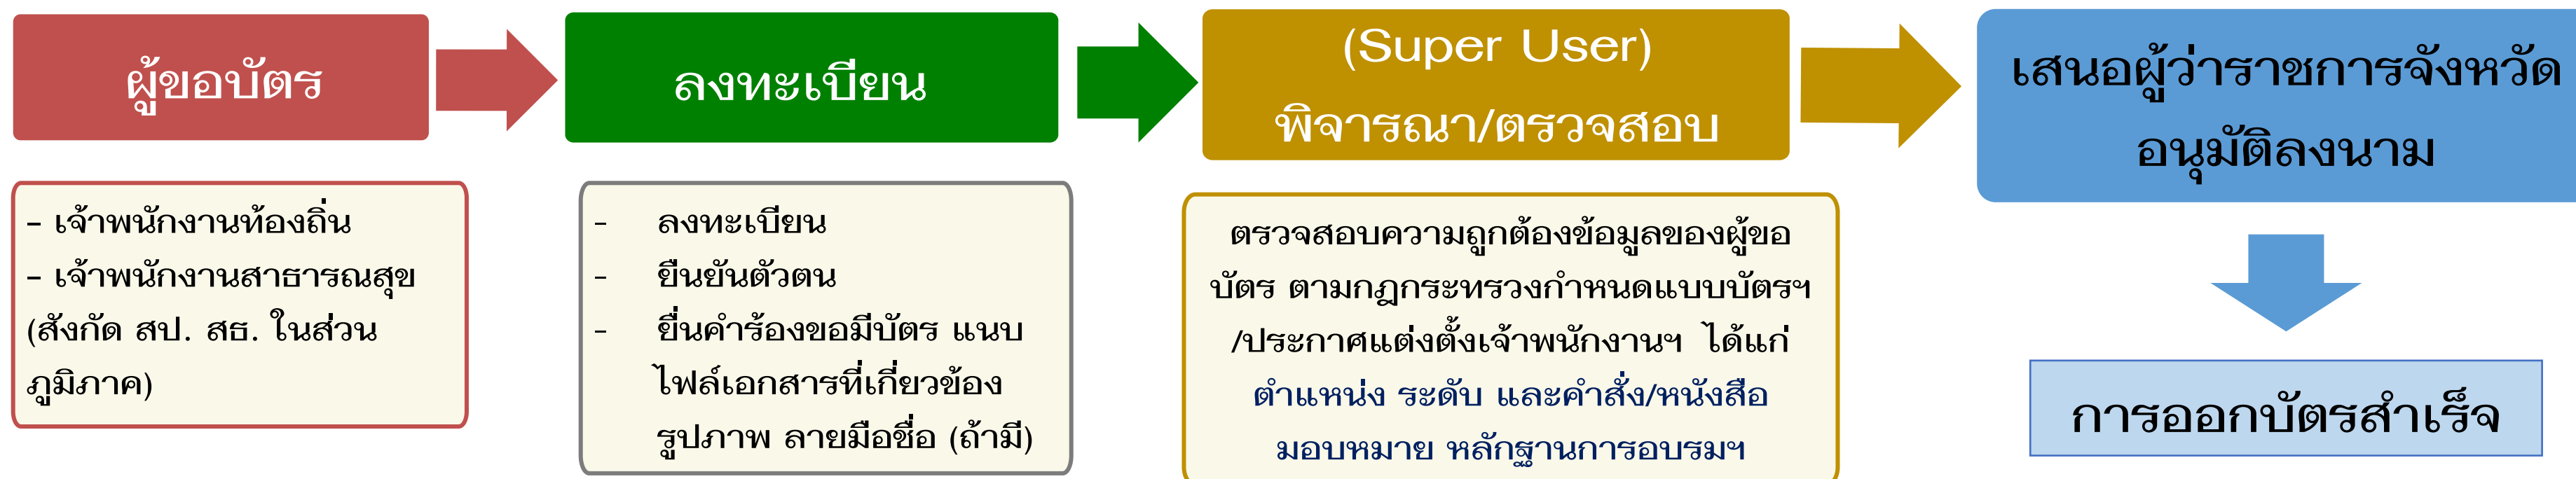 ผู้ขอบัตร
- เจ้าพนักงานท้องถิ่น
- เจ้าพนักงานสาธารณสุข
(สังกัด สป. สธ. ในส่วน
ภูมิภาค)
ลงทะเบียน
- ลงทะเบียน
- ยืนยันตัวตน
- ยื่นคำร้องขอมีบัตร แนบ
ไฟล์เอกสารที่เกี่ยวข้อง
รูปภาพ ลายมือชื่อ (ถ้ามี)
(Super User)
พิจารณา/ตรวจสอบ
ตรวจสอบความถูกต้องข้อมูลของผู้ขอ
บัตร ตามกฎกระทรวงกำหนดแบบบัตรฯ
/ประกาศแต่งตั้งเจ้าพนักงานฯ ได้แก่
ตำแหน่ง ระดับ และคำสั่ง/หนังสือ
มอบหมาย หลักฐานการอบรมฯ
เสนอผู้ว่าราชการจังหวัด
อนุมัติลงนาม
การออกบัตรสำเร็จ